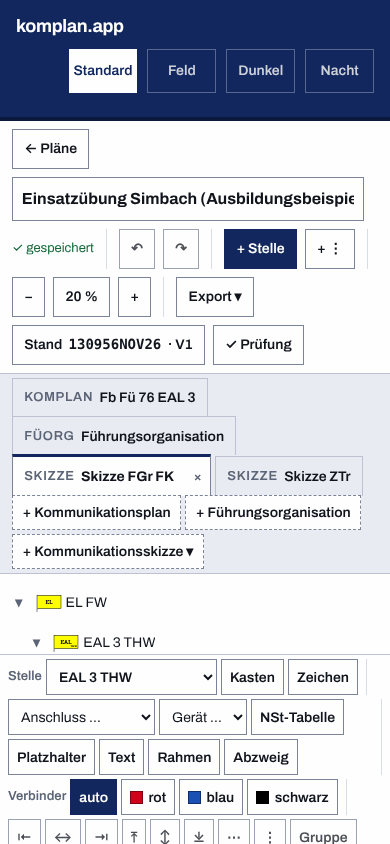 komplan.app
Standard Feld Dunkel Nacht
← Pläne
Einsatzübung Simbach (Ausbildungsbeispie
✓ gespeichert ↶ ↷ + Stelle + ⋮
− 20 % + Export ▾
Stand 130956NOV26 · V1 ✓ Prüfung
KOMPLAN Fb Fü 76 EAL 3
FÜORG Führungsorganisation
SKIZZE Skizze FGr FK × SKIZZE Skizze ZTr
+ Kommunikationsplan + Führungsorganisation
+ Kommunikationsskizze ▾
▼ EL EL FW
▼ EAL EAL 3 THW
Stelle EAL 3 THW Kasten Zeichen
Anschluss ... Gerät ... NSt-Tabelle
Platzhalter Text Rahmen Abzweig
Verbinder auto rot blau schwarz
Gruppe